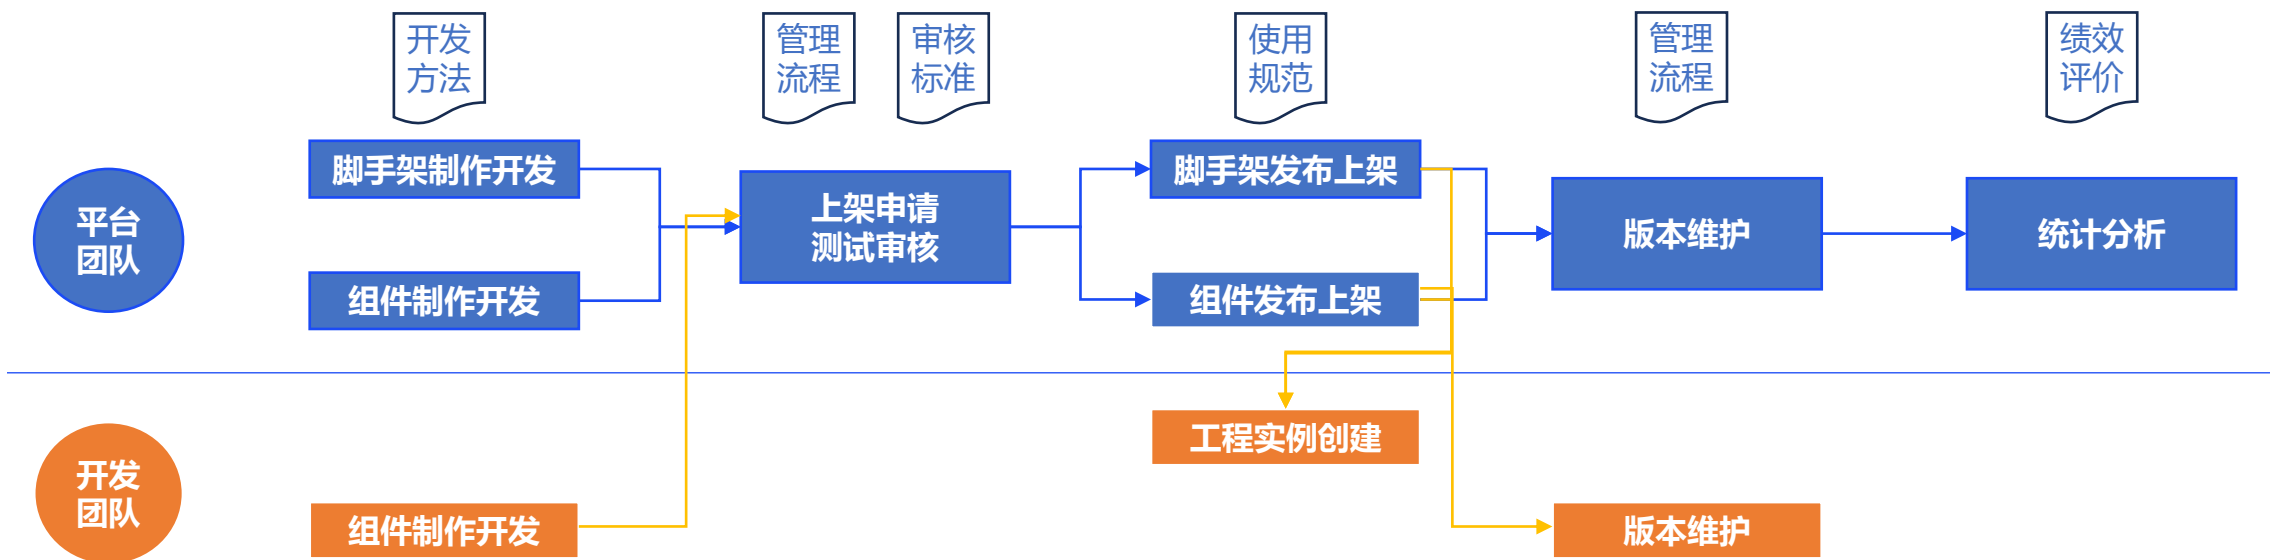 开发
方法
管理
流程
审核
标准
使用
规范
管理
流程
绩效
评价
平台
团队
脚手架制作开发
组件制作开发
上架申请
测试审核
脚手架发布上架
组件发布上架
版本维护
统计分析
开发
团队
组件制作开发
工程实例创建
版本维护